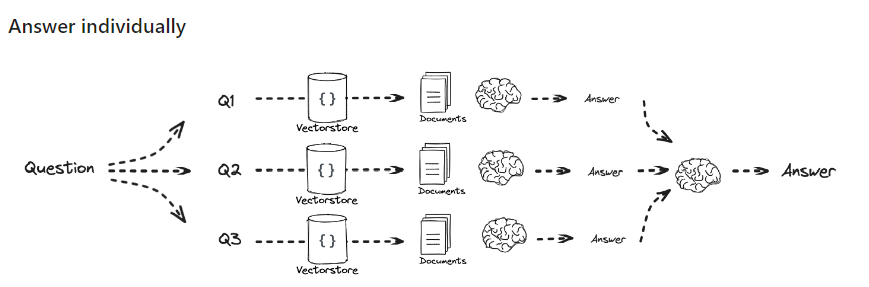 Answer individually
Q1
{}
Vectorstore
Documents
Answer
Question
Q2
{}
Vectorstore
Documents
Answer
Answer
Q3
{}
Vectorstore
Documents
Answer